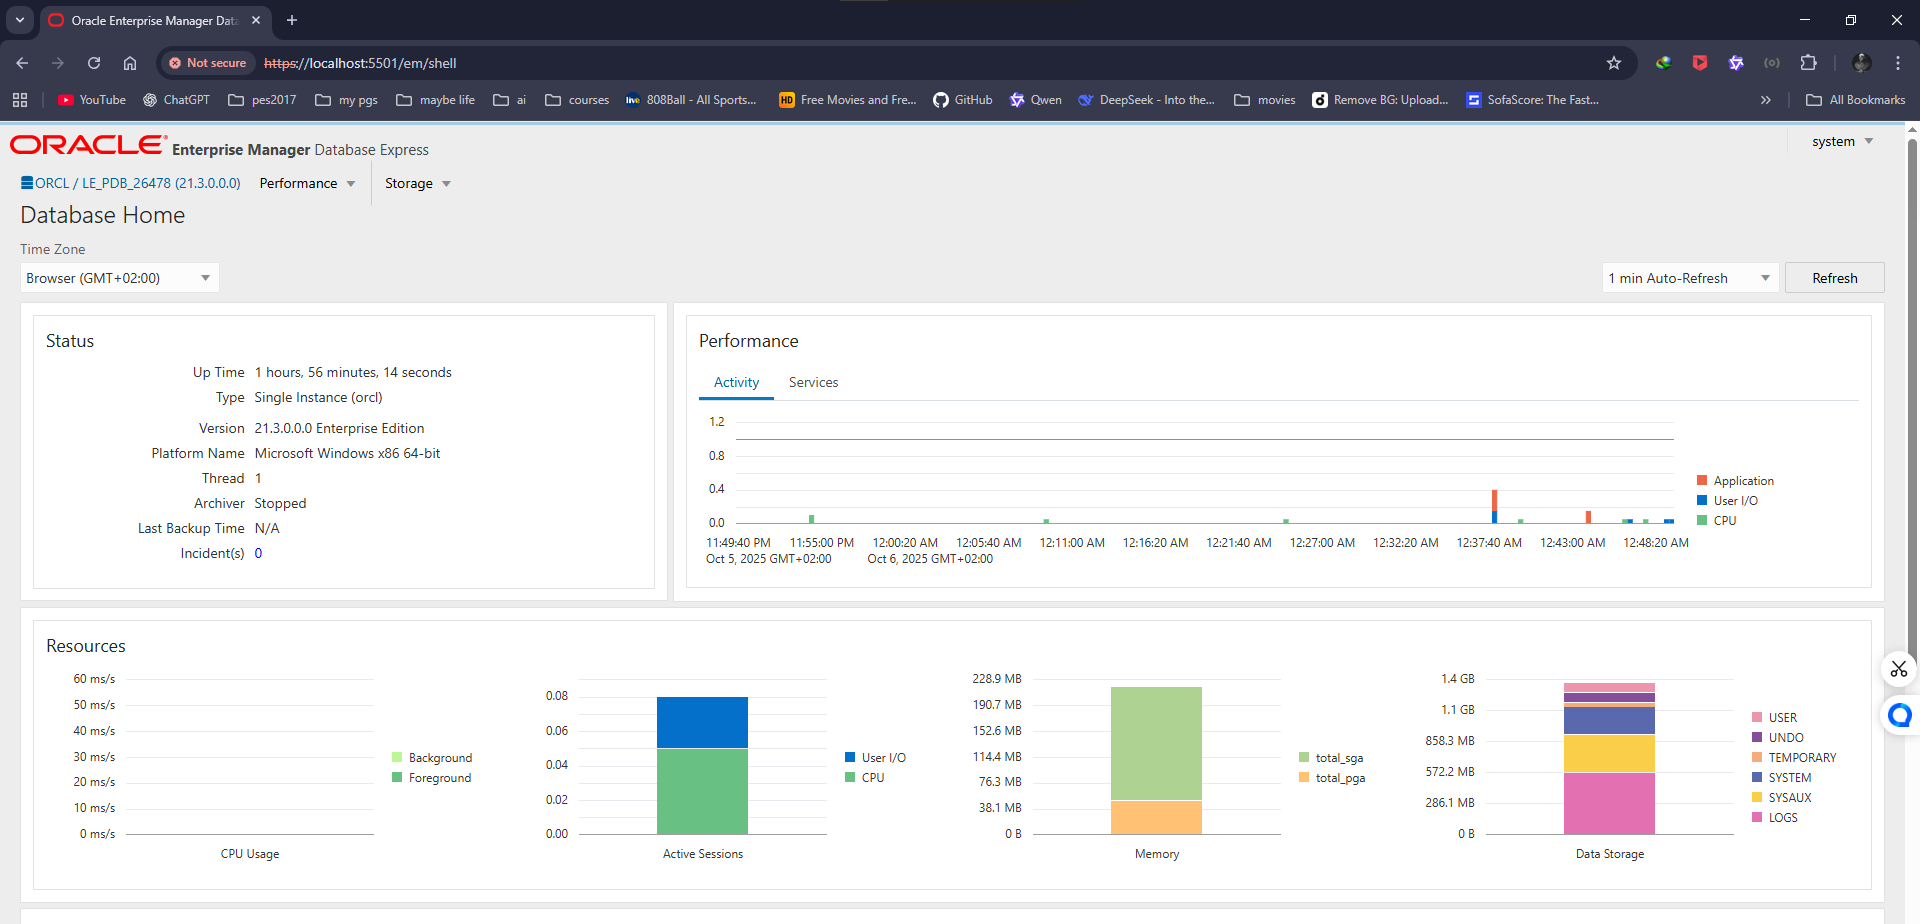 Oracle Enterprise Manager Dat
Not secure https://localhost:5501/em/shell
YouTube ChatGPT pes2017 my pgs maybe life ai courses live 808Ball - All Sports... HD Free Movies and Fre... GitHub Qwen DeepSeek - Into the... movies Remove BG: Upload... SofaScore: The Fast... All Bookmarks
ORACLE Enterprise Manager Database Express
system
ORCL / LE_PDB_26478 (21.3.0.0.0) Performance Storage
Database Home
Time Zone
Browser (GMT+02:00)
1 min Auto-Refresh Refresh
Status
Up Time 1 hours, 56 minutes, 14 seconds
Type Single Instance (orcl)
Version 21.3.0.0.0 Enterprise Edition
Platform Name Microsoft Windows x86 64-bit
Thread 1
Archiver Stopped
Last Backup Time N/A
Incident(s) 0
Performance
Activity Services
1.2
0.8
0.4
0.0
11:49:40 PM 11:55:00 PM 12:00:20 AM 12:05:40 AM 12:11:00 AM 12:16:20 AM 12:21:40 AM 12:27:00 AM 12:32:20 AM 12:37:40 AM 12:43:00 AM 12:48:20 AM
Oct 5, 2025 GMT+02:00 Oct 6, 2025 GMT+02:00
Application
User I/O
CPU
Resources
60 ms/s
50 ms/s
40 ms/s
30 ms/s
20 ms/s
10 ms/s
0 ms/s
CPU Usage
Background
Foreground
0.08
0.06
0.04
0.02
0.00
Active Sessions
User I/O
CPU
228.9 MB
190.7 MB
152.6 MB
114.4 MB
76.3 MB
38.1 MB
0 B
Memory
total_sga
total_pga
1.4 GB
1.1 GB
858.3 MB
572.2 MB
286.1 MB
0 B
Data Storage
USER
UNDO
TEMPORARY
SYSTEM
SYSAUX
LOGS